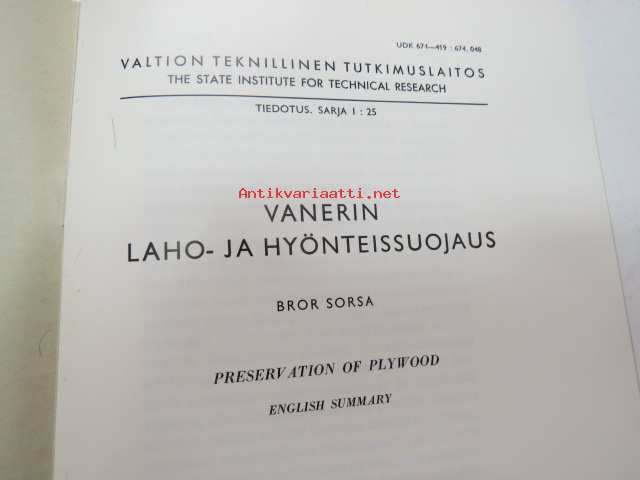 UDK 674—419 : 674.048
VALTION TEKNILLINEN TUTKIMUSLAITOS
THE STATE INSTITUTE FOR TECHNICAL RESEARCH
TIEDOTUS. SARJA I : 25
Antikvariaatti.net
VANERIN
LAHO- JA HYÖNTEISSUOJAUS
BROR SORSA
PRESERVATION OF PLYWOOD
ENGLISH SUMMARY